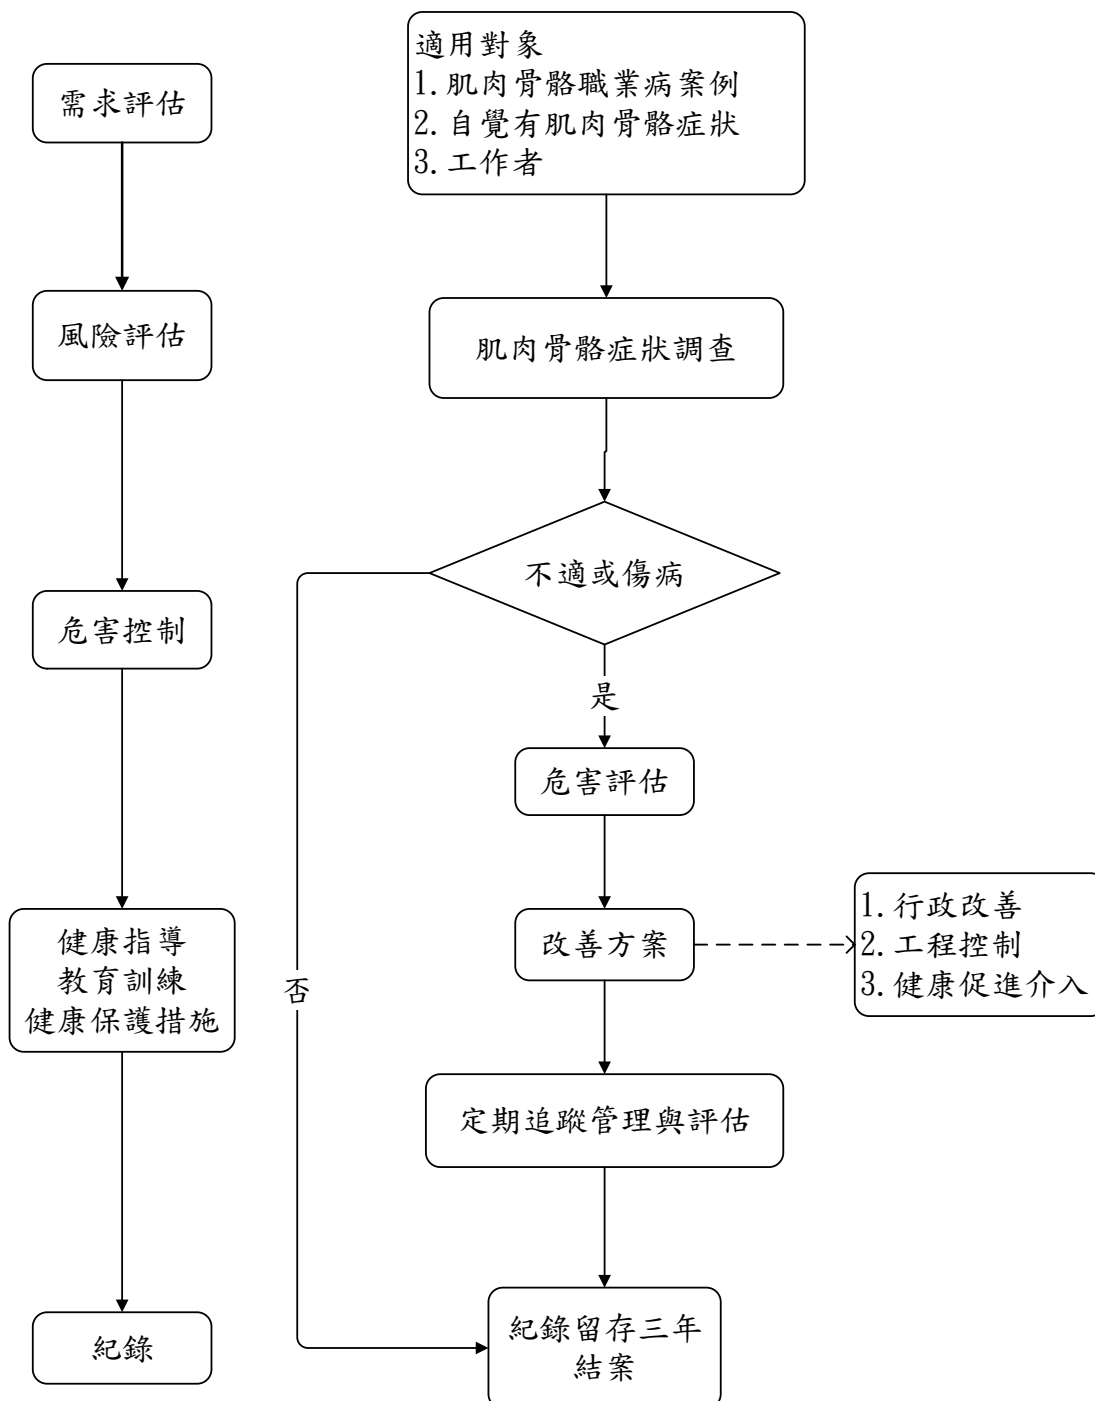 需求評估
風險評估
危害控制
健康指導
教育訓練
健康保護措施
紀錄
適用對象
1.肌肉骨骼職業病案例
2.自覺有肌肉骨骼症狀
3.工作者
肌肉骨骼症狀調查
不適或傷病
是
否
危害評估
改善方案
1.行政改善
2.工程控制
3.健康促進介入
定期追蹤管理與評估
紀錄留存三年
結案